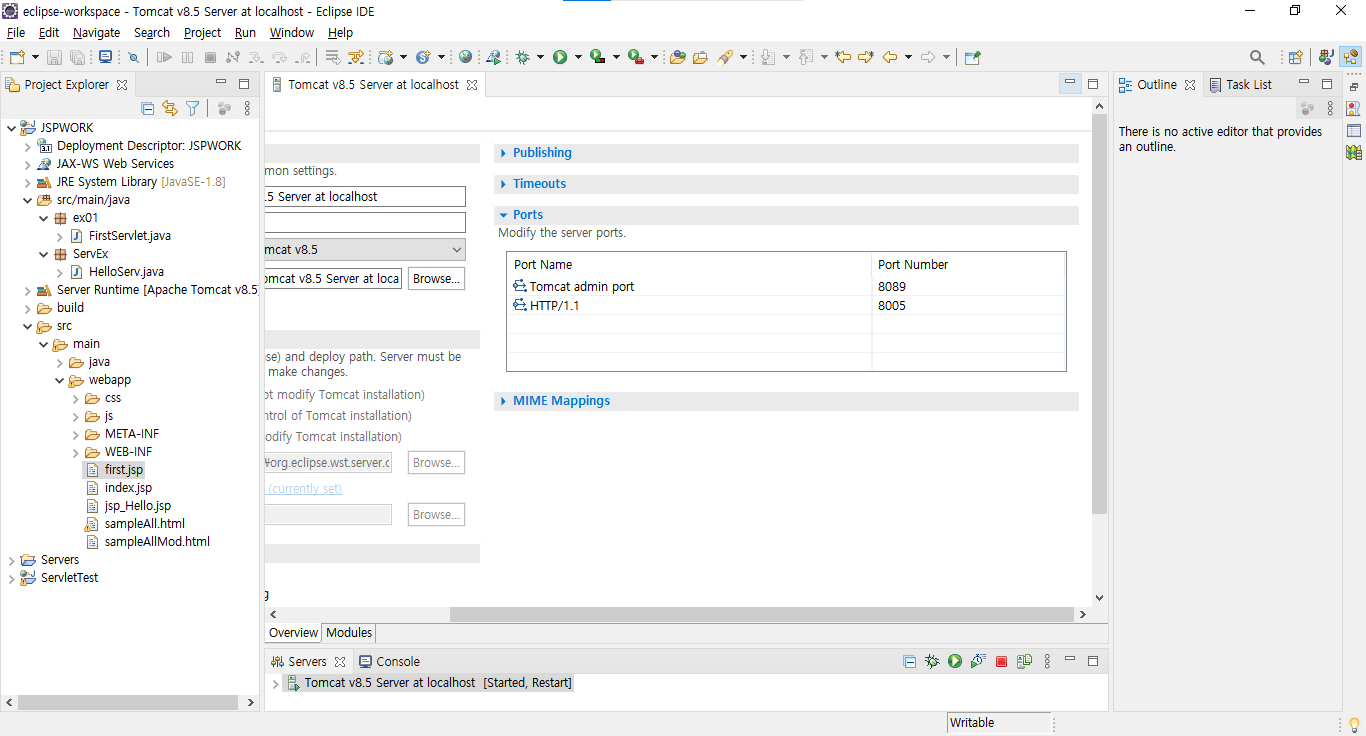 eclipse-workspace - Tomcat v8.5 Server at localhost - Eclipse IDE
File Edit Navigate Search Project Run Window Help
Project Explorer
JSPWORK
3.1 Deployment Descriptor: JSPWORK
JAX-WS Web Services
JRE System Library [JavaSE-1.8]
src/main/java
ex01
FirstServlet.java
ServEx
HelloServ.java
Server Runtime [Apache Tomcat v8.5]
build
src
main
java
webapp
css
js
META-INF
WEB-INF
first.jsp
index.jsp
jsp_Hello.jsp
sampleAll.html
sampleAllMod.html
Servers
ServletTest
Tomcat v8.5 Server at localhost
mon settings.
.5 Server at localhost
mcat v8.5
omcat v8.5 Server at loca Browse...
use) and deploy path. Server must be
make changes.
ot modify Tomcat installation)
ntrol of Tomcat installation)
odify Tomcat installation)
\org.eclipse.wst.server.c Browse...
(currently set)
Browse...
g
Publishing
Timeouts
Ports
Modify the server ports.
Port Name Port Number
Tomcat admin port 8089
HTTP/1.1 8005
MIME Mappings
Overview Modules
Servers Console
Tomcat v8.5 Server at localhost [Started, Restart]
Outline Task List
There is no active editor that provides
an outline.
Writable